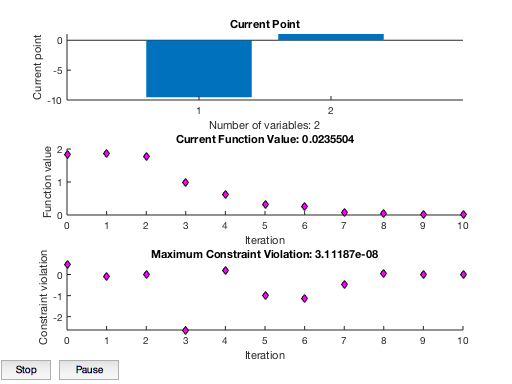 Current Point
Current point
0
-5
-10
1 2
Number of variables: 2
Current Function Value: 0.0235504
Function value
2
1
0
0 1 2 3 4 5 6 7 8 9 10
Iteration
Maximum Constraint Violation: 3.11187e-08
Constraint violation
0
-1
-2
0 1 2 3 4 5 6 7 8 9 10
Iteration
Stop Pause